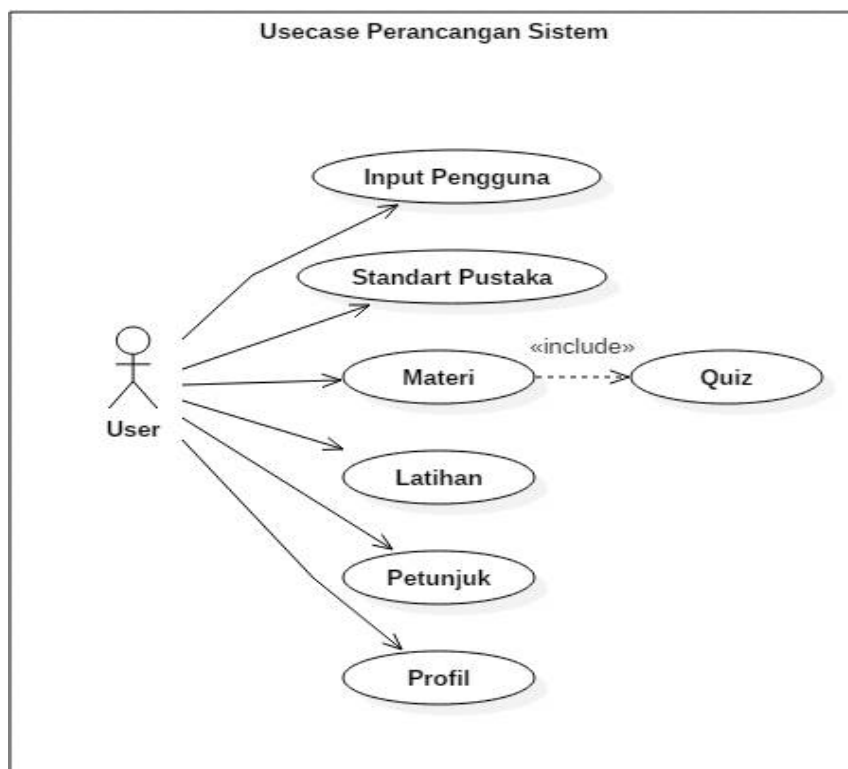 Usecase Perancangan Sistem
Input Pengguna
Standart Pustaka
«include»
Materi
Quiz
User
Latihan
Petunjuk
Profil